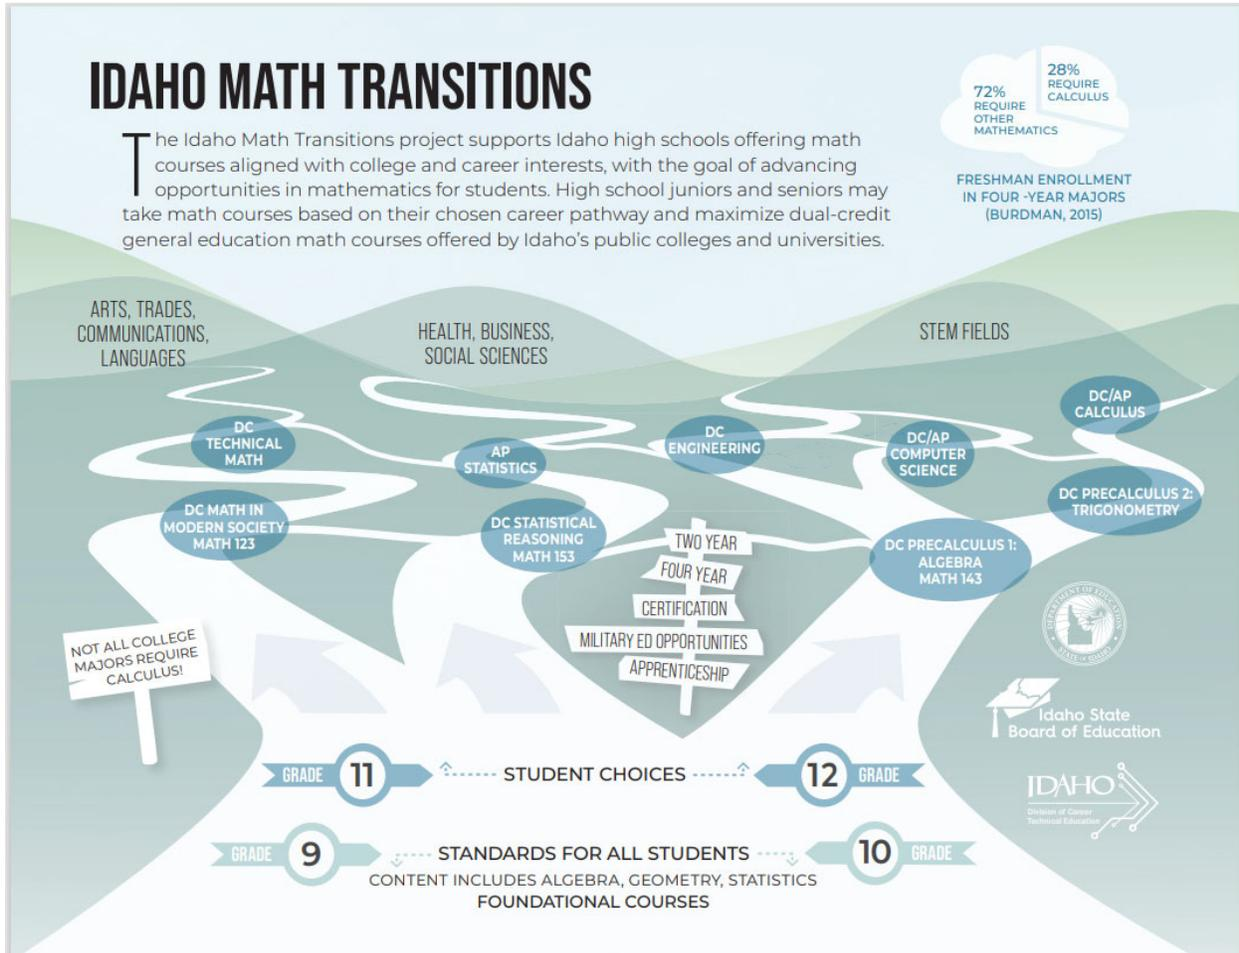 IDAHO MATH TRANSITIONS
The Idaho Math Transitions project supports Idaho high schools offering math
courses aligned with college and career interests, with the goal of advancing
opportunities in mathematics for students. High school juniors and seniors may
take math courses based on their chosen career pathway and maximize dual-credit
general education math courses offered by Idaho's public colleges and universities.
72%
REQUIRE
OTHER
MATHEMATICS
28%
REQUIRE
CALCULUS
FRESHMAN ENROLLMENT
IN FOUR -YEAR MAJORS
(BURDMAN, 2015)
ARTS, TRADES,
COMMUNICATIONS,
LANGUAGES
HEALTH, BUSINESS,
SOCIAL SCIENCES
STEM FIELDS
DC
TECHNICAL
MATH
AP
STATISTICS
DC
ENGINEERING
DC/AP
COMPUTER
SCIENCE
DC/AP
CALCULUS
DC MATH IN
MODERN SOCIETY
MATH 123
DC STATISTICAL
REASONING
MATH 153
DC PRECALCULUS 1:
ALGEBRA
MATH 143
DC PRECALCULUS 2:
TRIGONOMETRY
TWO YEAR
FOUR YEAR
CERTIFICATION
MILITARY ED OPPORTUNITIES
APPRENTICESHIP
NOT ALL COLLEGE
MAJORS REQUIRE
CALCULUS!
DEPARTMENT OF EDUCATION
STATE OF IDAHO
Idaho State
Board of Education
IDAHO
Division of Career
Technical Education
GRADE 11 STUDENT CHOICES 12 GRADE
GRADE 9 STANDARDS FOR ALL STUDENTS 10 GRADE
CONTENT INCLUDES ALGEBRA, GEOMETRY, STATISTICS
FOUNDATIONAL COURSES